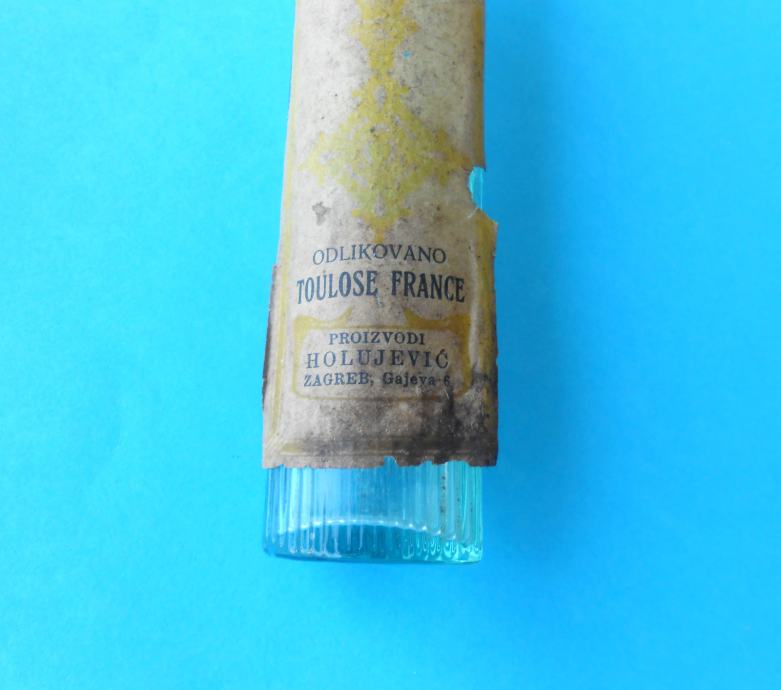 ODLIKOVANO
TOULOSE FRANCE
PROIZVODI
HOLUJEVIĆ
ZAGREB, Gajeva 6